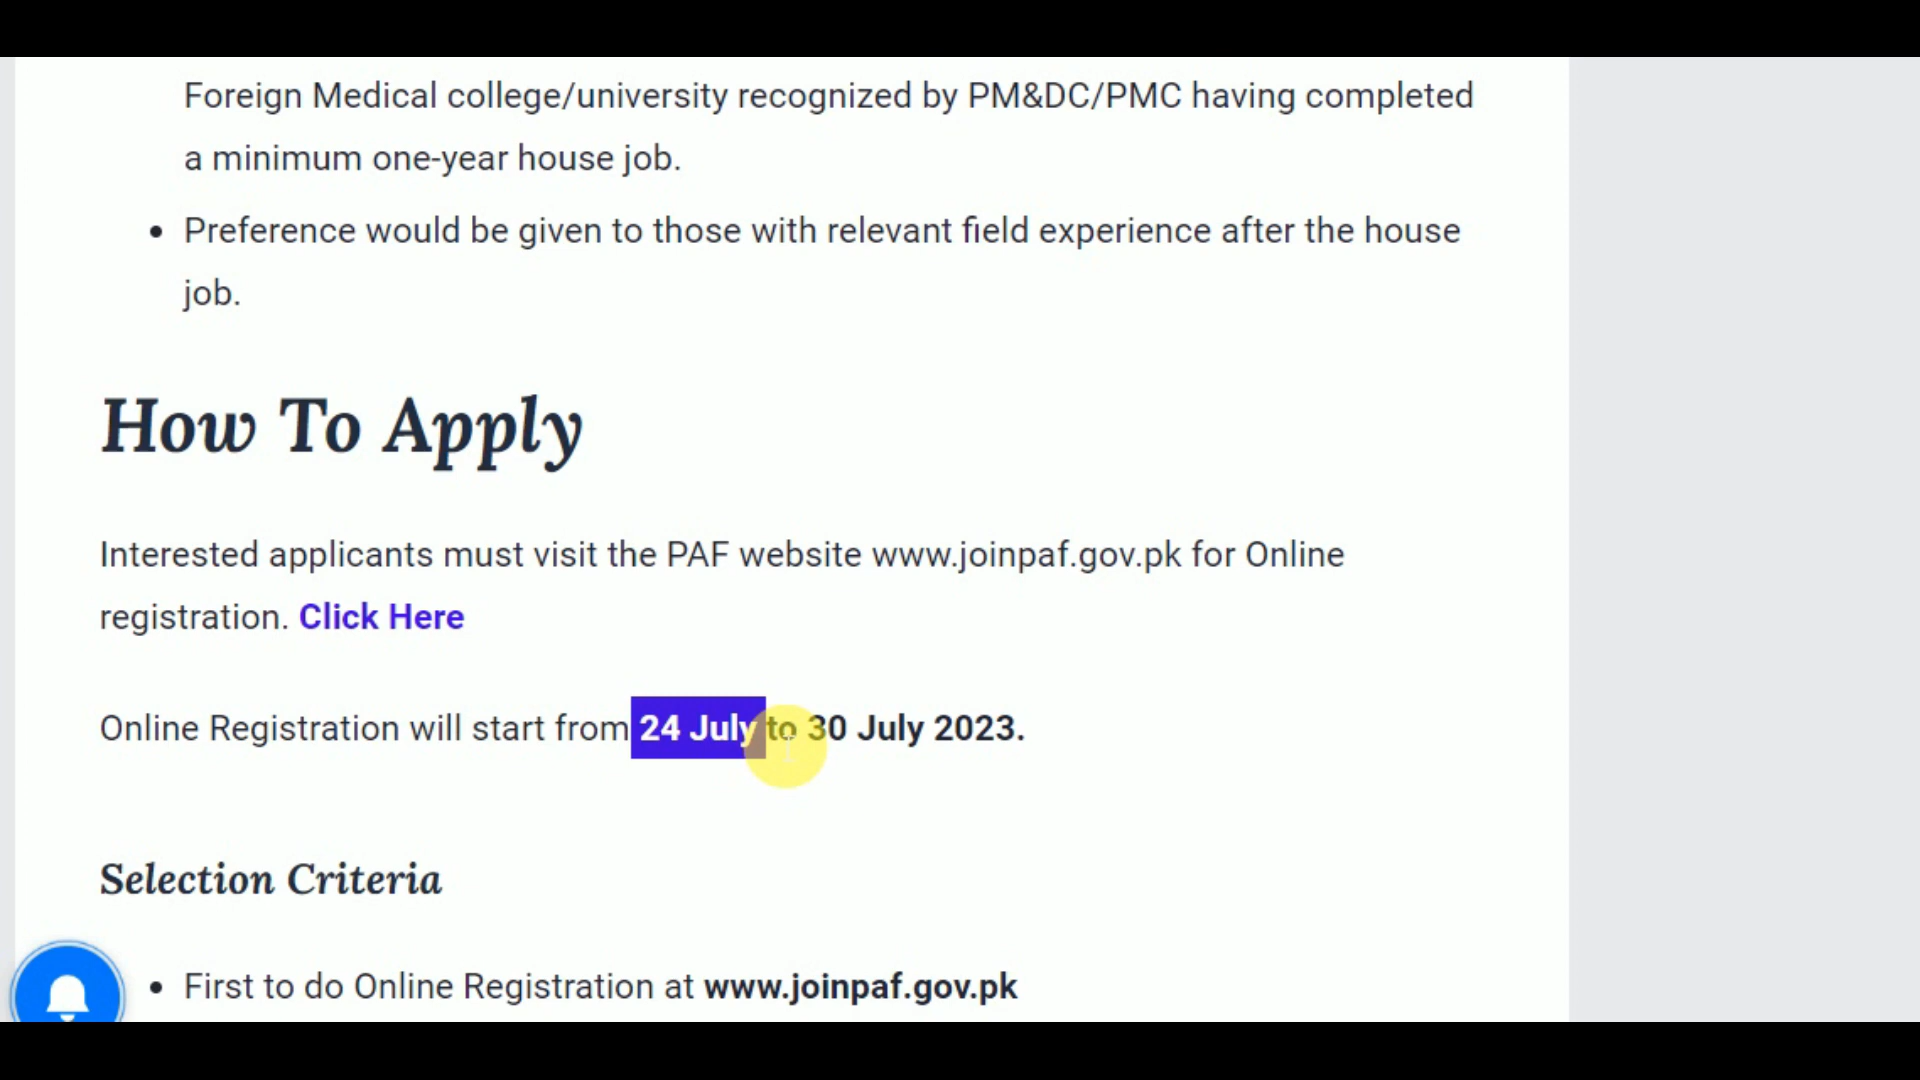 Foreign Medical college/university recognized by PM&DC/PMC having completed
a minimum one-year house job.
• Preference would be given to those with relevant field experience after the house
job.
How To Apply
Interested applicants must visit the PAF website www.joinpaf.gov.pk for Online
registration. Click Here
Online Registration will start from 24 July to 30 July 2023.
Selection Criteria
• First to do Online Registration at www.joinpaf.gov.pk